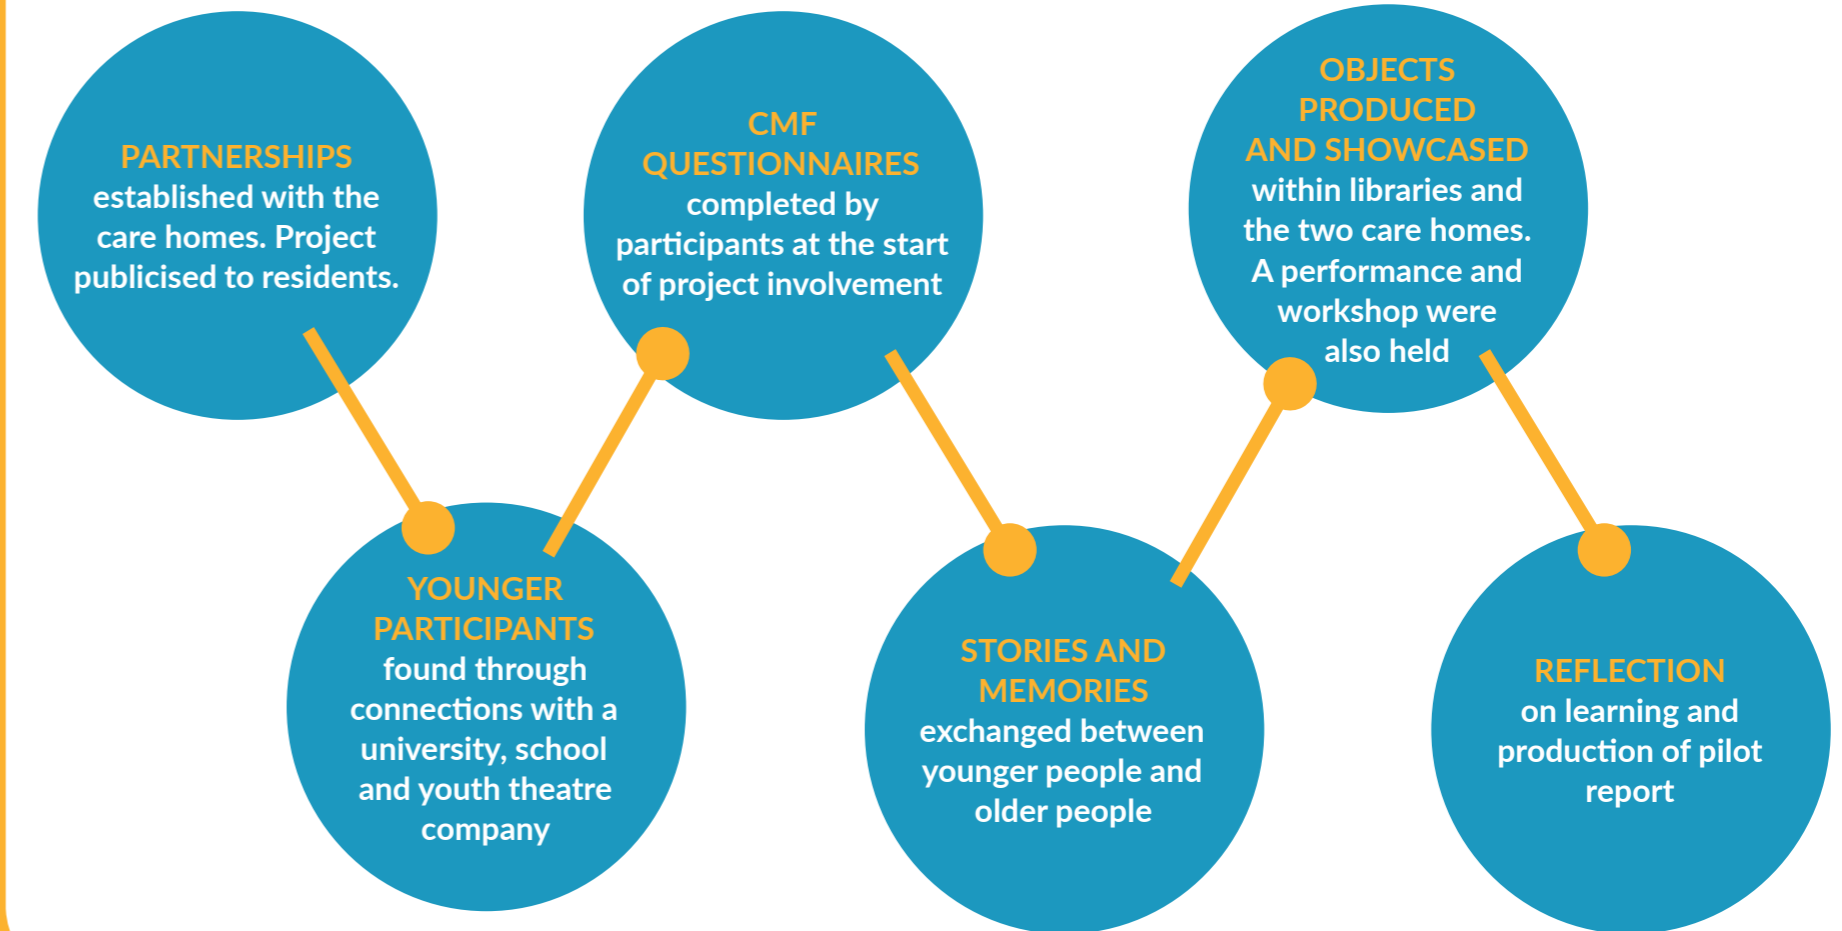 PARTNERSHIPS
established with the
care homes. Project
publicised to residents.
YOUNGER
PARTICIPANTS
found through
connections with a
university, school
and youth theatre
company
CMF
QUESTIONNAIRES
completed by
participants at the start
of project involvement
STORIES AND
MEMORIES
exchanged between
younger people and
older people
OBJECTS
PRODUCED
AND SHOWCASED
within libraries and
the two care homes.
A performance and
workshop were
also held
REFLECTION
on learning and
production of pilot
report